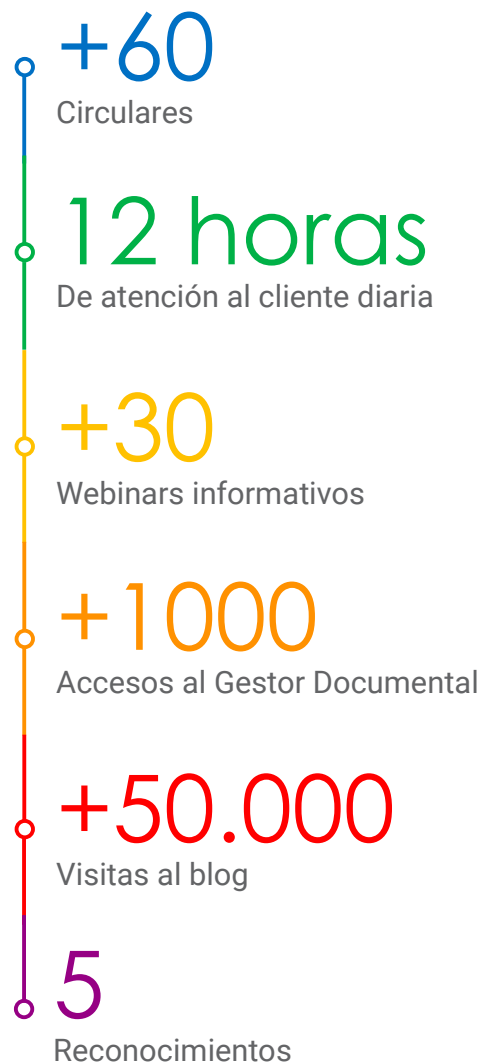 +60
Circulares
12 horas
De atención al cliente diaria
+30
Webinars informativos
+1000
Accesos al Gestor Documental
+50.000
Visitas al blog
5
Reconocimientos